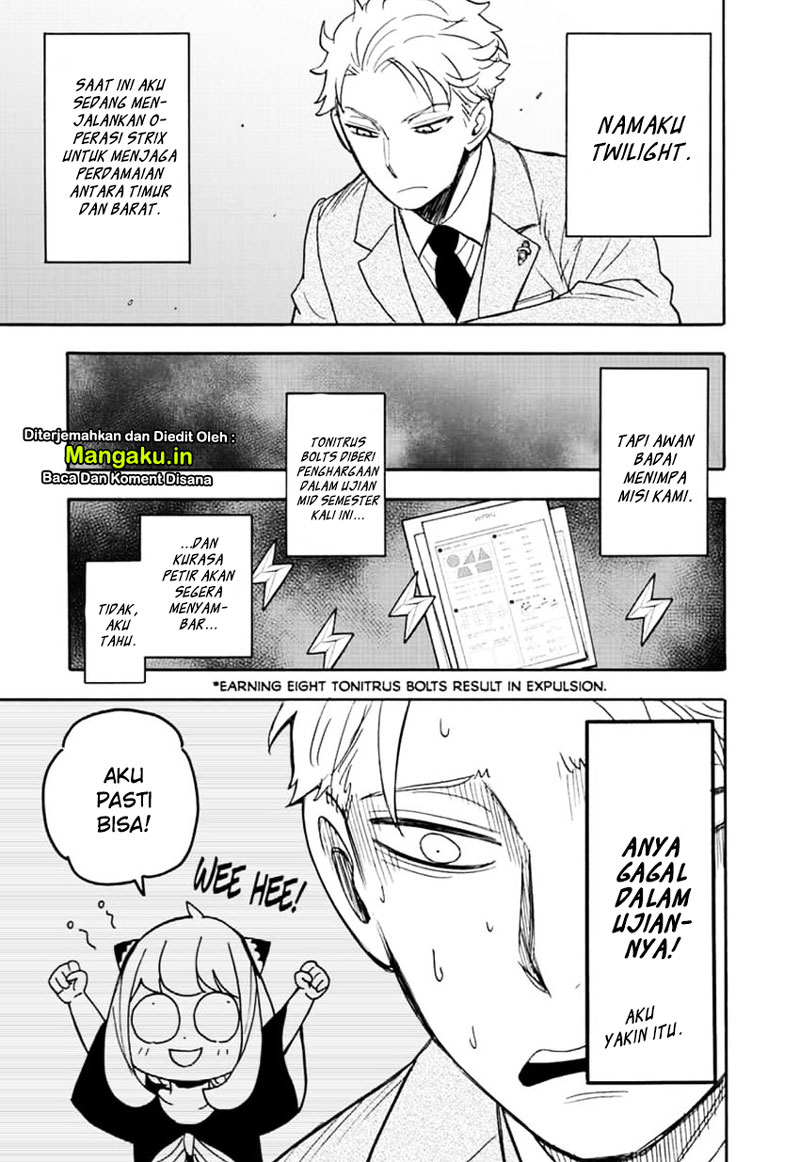 NAMAKU
TWILIGHT.
SAAT INI AKU
SEDANG MEN-
JALANKAN O-
PERASI STRIX
UNTUK MENJAGA
PERDAMAIAN
ANTARA TIMUR
DAN BARAT.
TAPI AWAN
BADAI
MENIMPA
MISI KAMI.
TONITRUS
BOLTS DIBERI
PENGHARGAAN
DALAM UJIAN
MID SEMESTER
KALI INI...
Diterjemahkan dan Diedit Oleh :
Mangaku.in
Baca Dan Koment Disana
...DAN
KURASA
PETIR AKAN
SEGERA
MENYAM-
BAR...
TIDAK,
AKU
TAHU.
*EARNING EIGHT TONITRUS BOLTS RESULT IN EXPULSION.
ANYA
GAGAL
DALAM
UJIAN-
NYA!
AKU
YAKIN ITU.
AKU
PASTI
BISA!
WEE HEE!